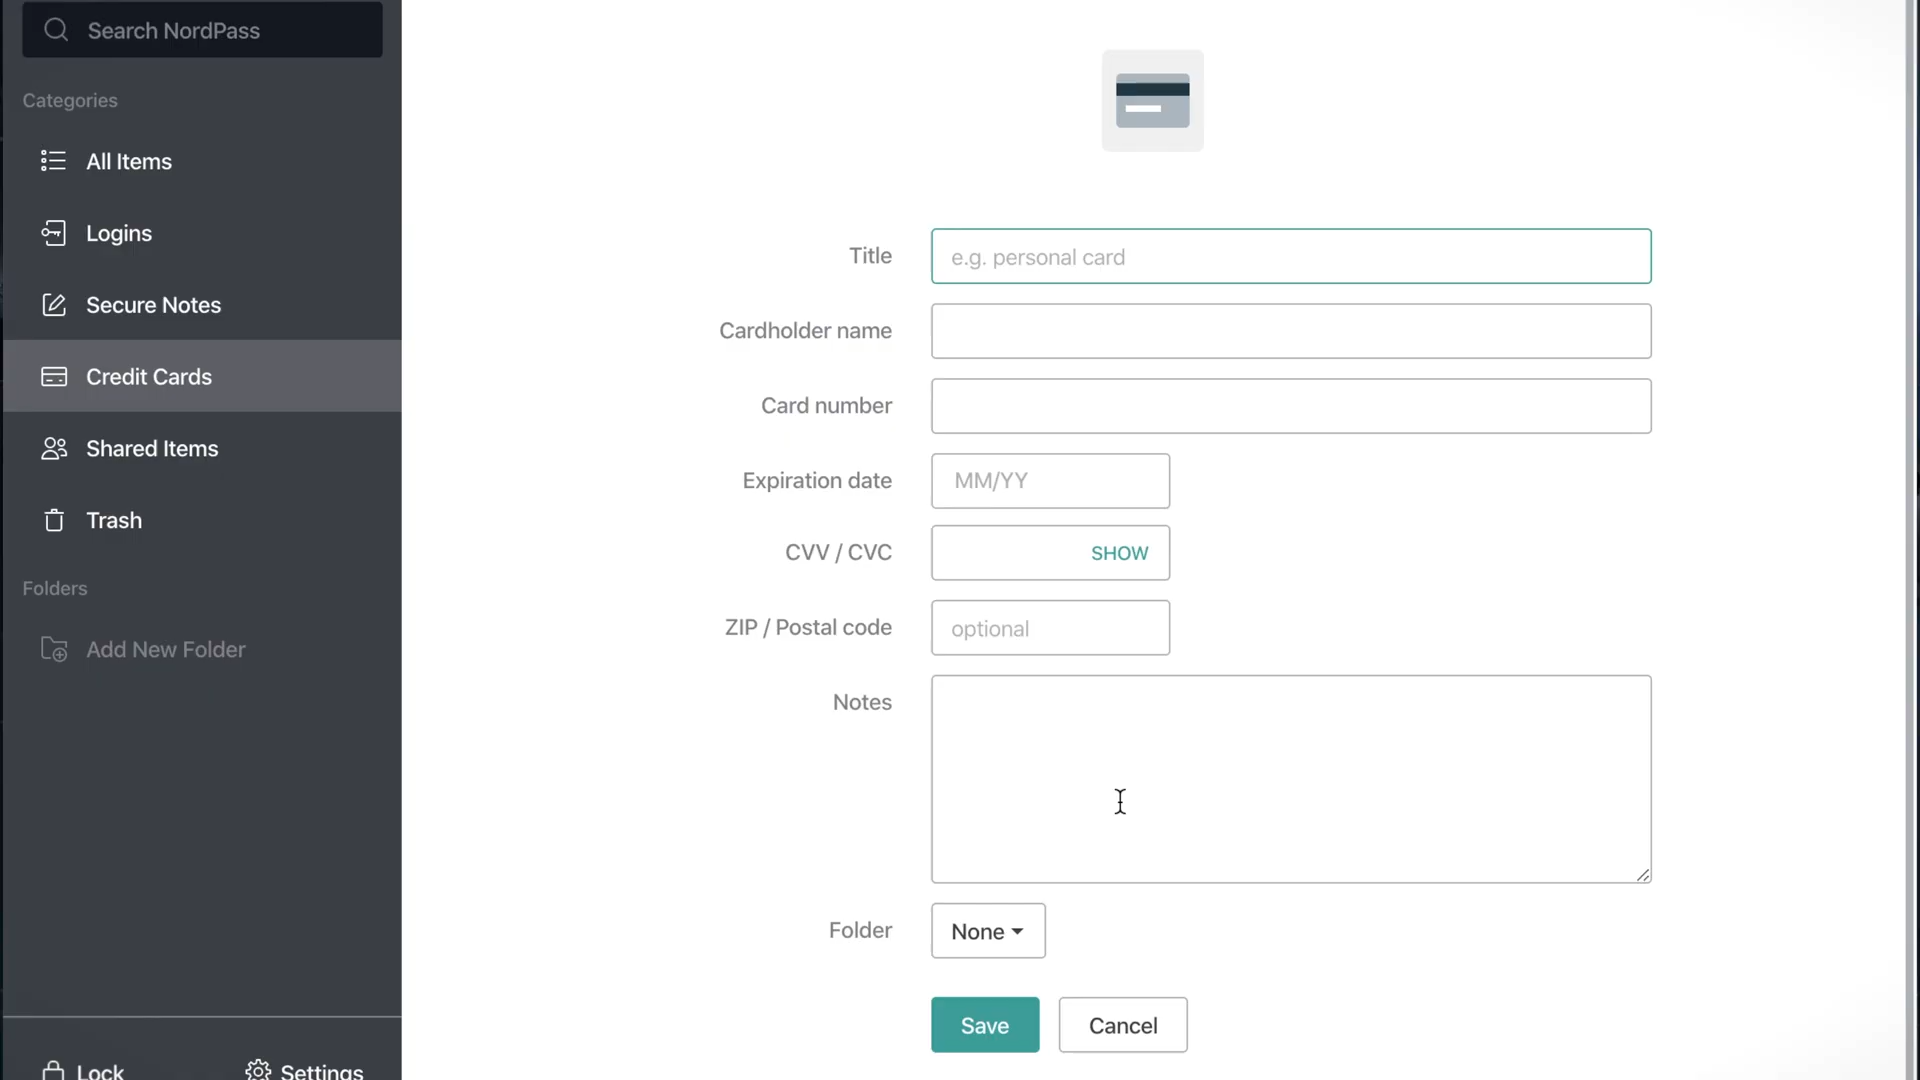 Search NordPass
Categories
All Items
Logins
Secure Notes
Credit Cards
Shared Items
Trash
Folders
Add New Folder
Lock
Settings
Title
e.g. personal card
Cardholder name
Card number
Expiration date
MM/YY
CVV / CVC
SHOW
ZIP / Postal code
optional
Notes
Folder
None
Save
Cancel